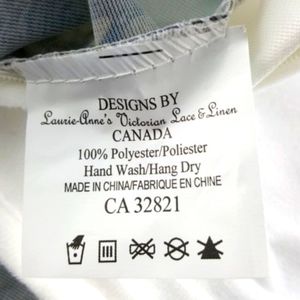 DESIGNS BY
Laurie-Anne's Victorian Lace & Linen
CANADA
100% Polyester/Poliester
Hand Wash/Hang Dry
MADE IN CHINA/FABRIQUE EN CHINE
CA 32821